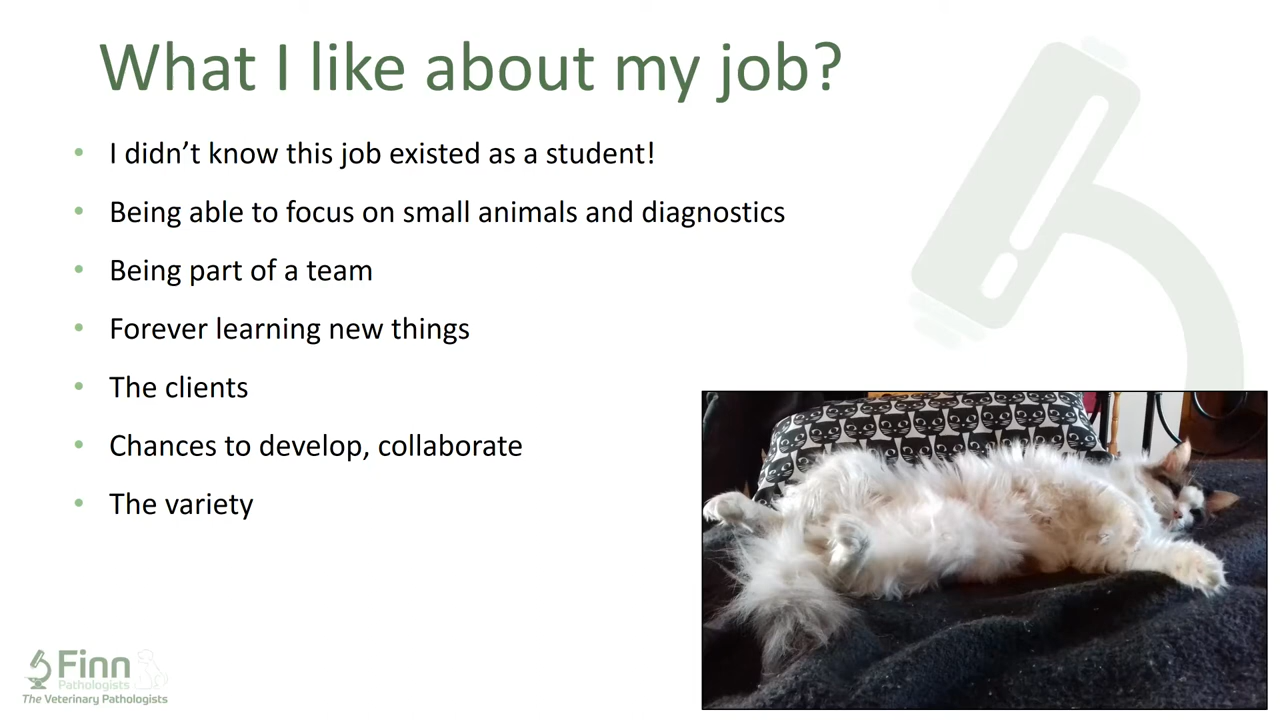 What I like about my job?
• I didn’t know this job existed as a student!
• Being able to focus on small animals and diagnostics
• Being part of a team
• Forever learning new things
• The clients
• Chances to develop, collaborate
• The variety
Finn
Pathologists
The Veterinary Pathologists